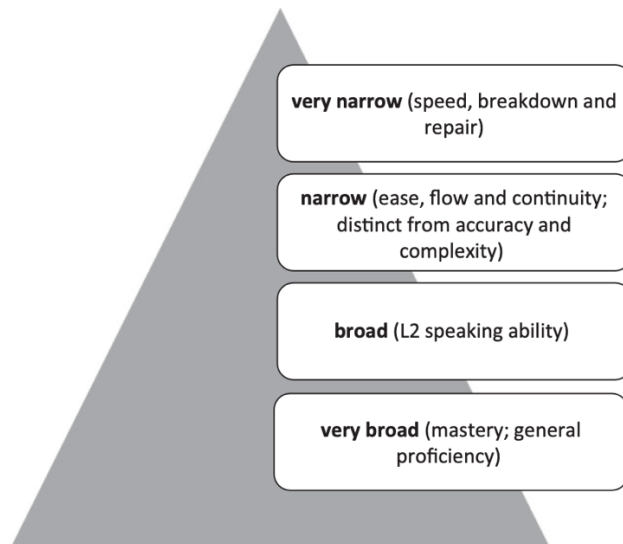 very narrow (speed, breakdown and
repair)
narrow (ease, flow and continuity;
distinct from accuracy and
complexity)
broad (L2 speaking ability)
very broad (mastery; general
proficiency)